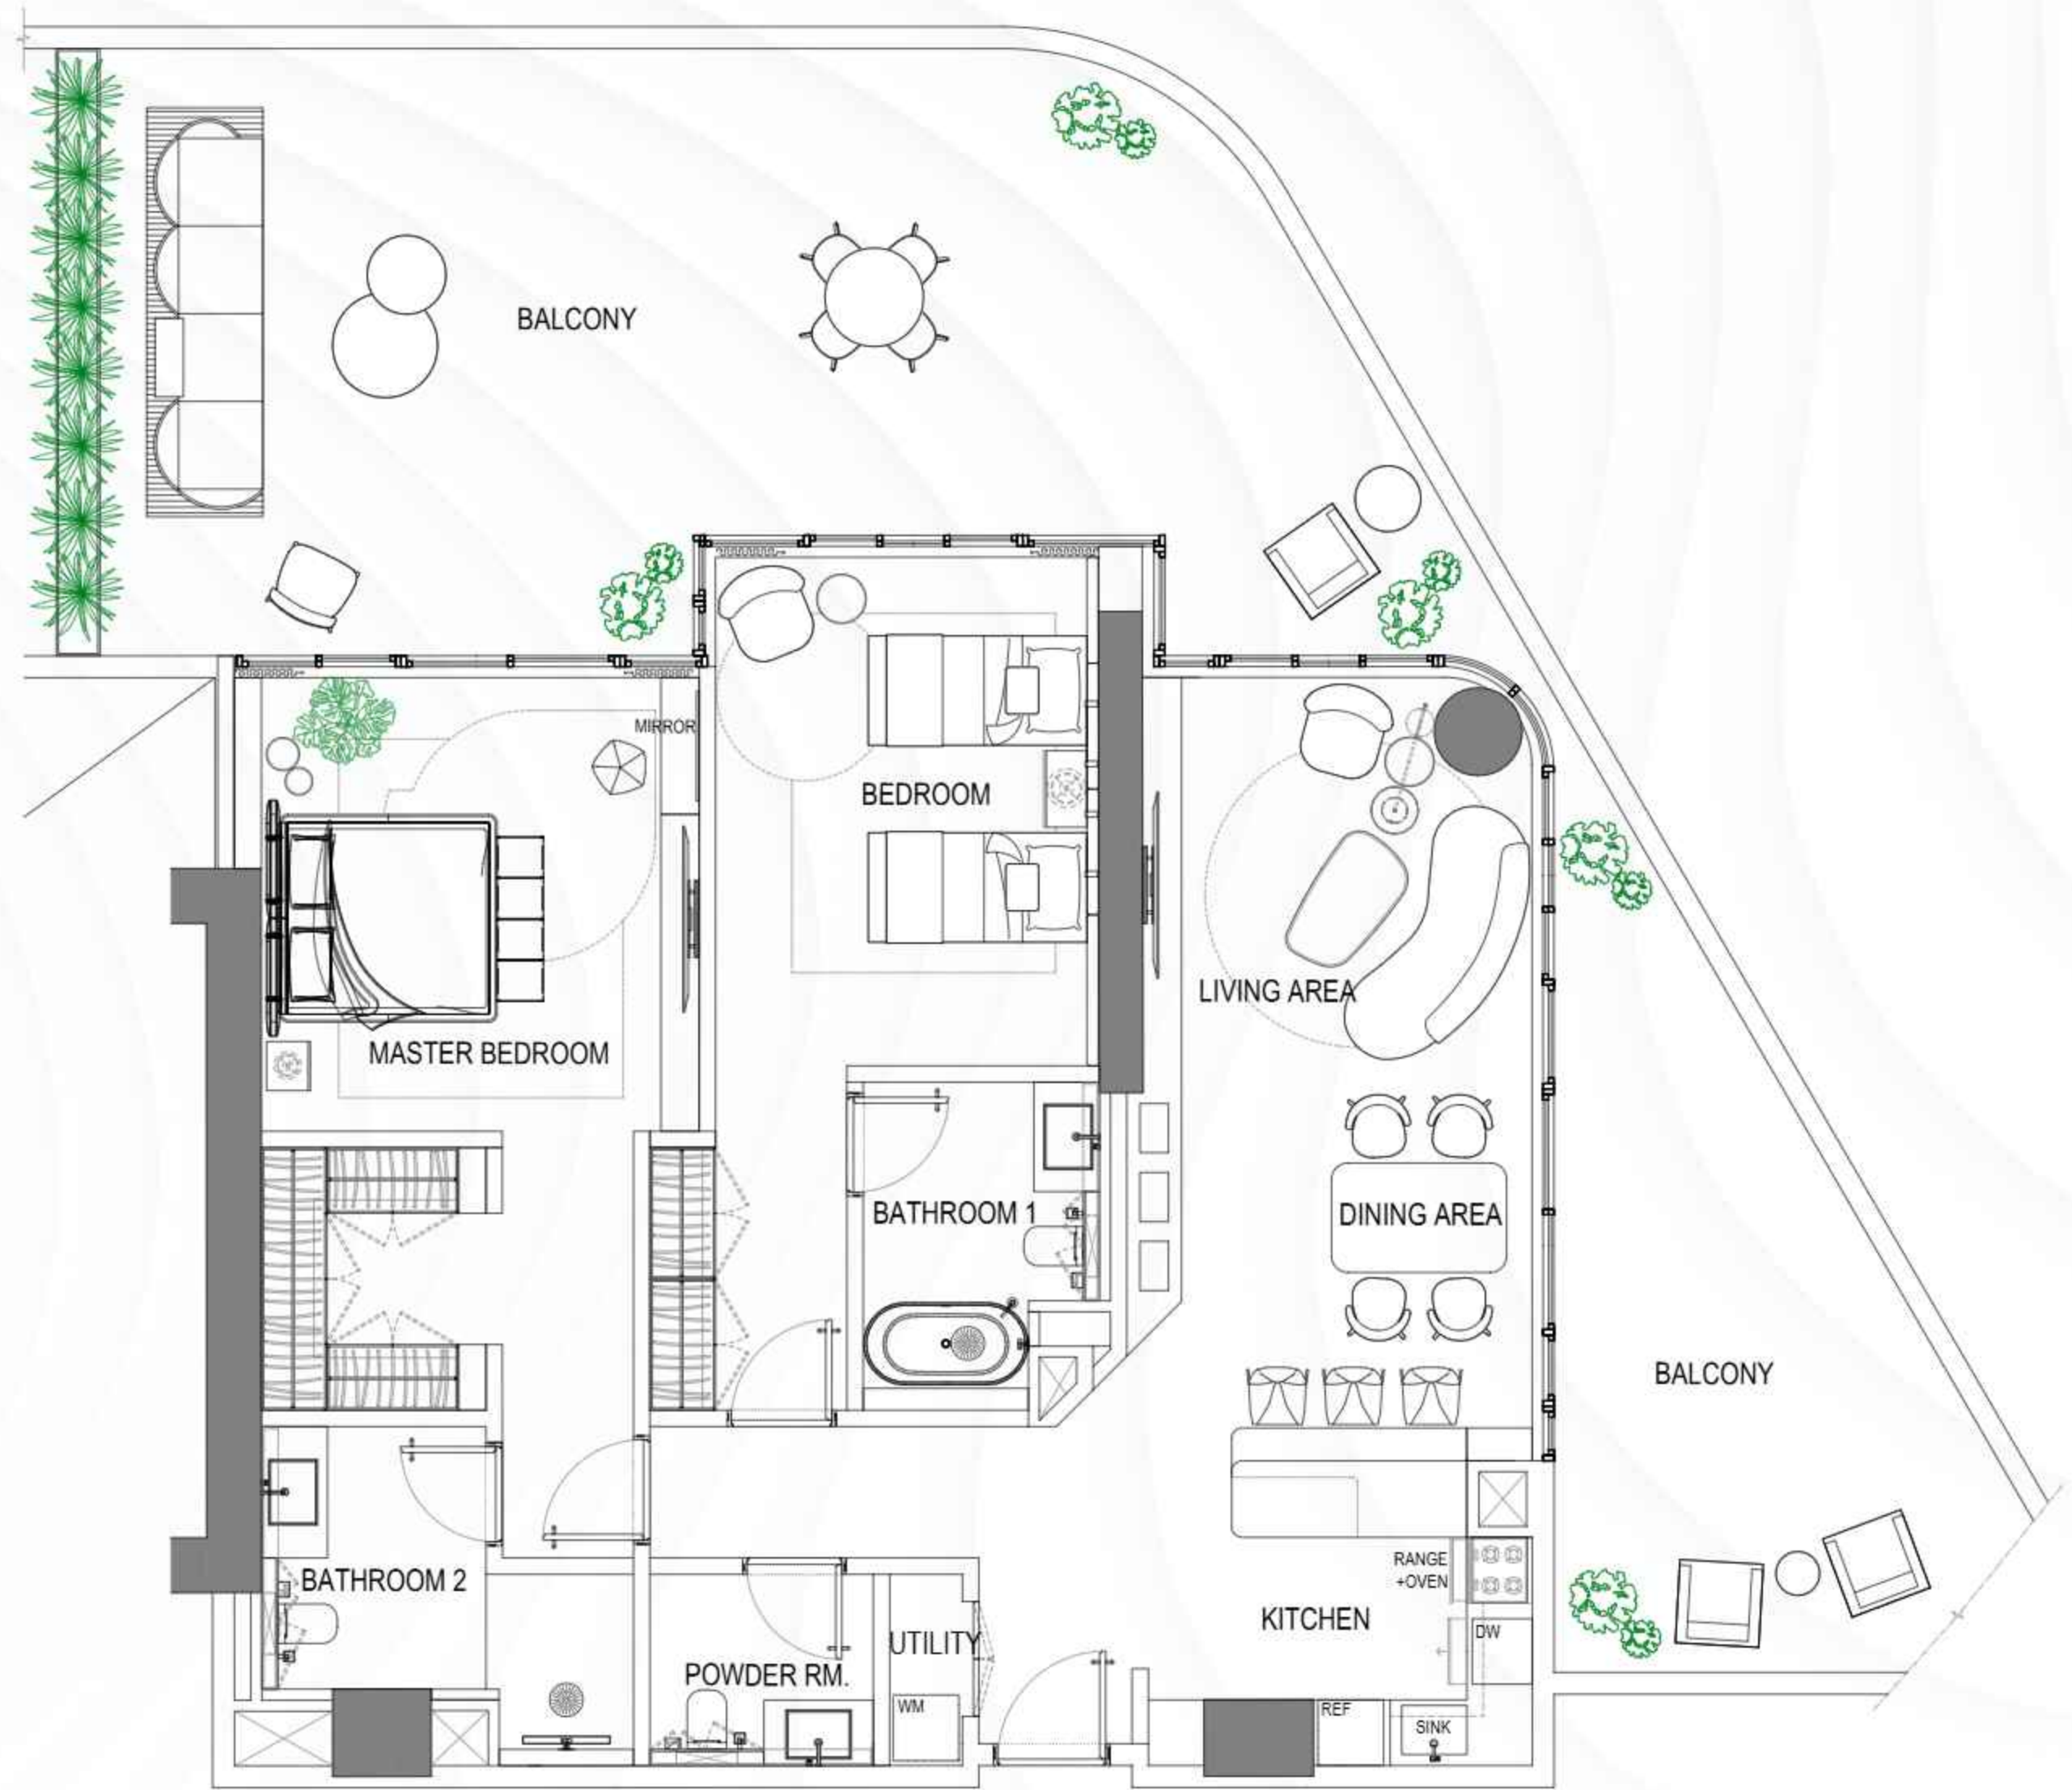 BALCONY
MIRROR
BEDROOM
LIVING AREA
MASTER BEDROOM
BATHROOM 1
DINING AREA
BALCONY
RANGE
+OVEN
BATHROOM 2
KITCHEN
DW
UTILITY
POWDER RM.
WM
REF
SINK